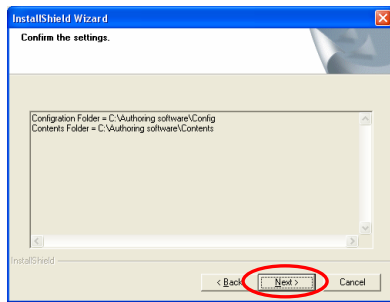 InstallShield Wizard
Confirm the settings.
Configration Folder = C:\Authoring software\Config
Contents Folder = C:\Authoring software\Contents
InstallShield
< Back
Next >
Cancel